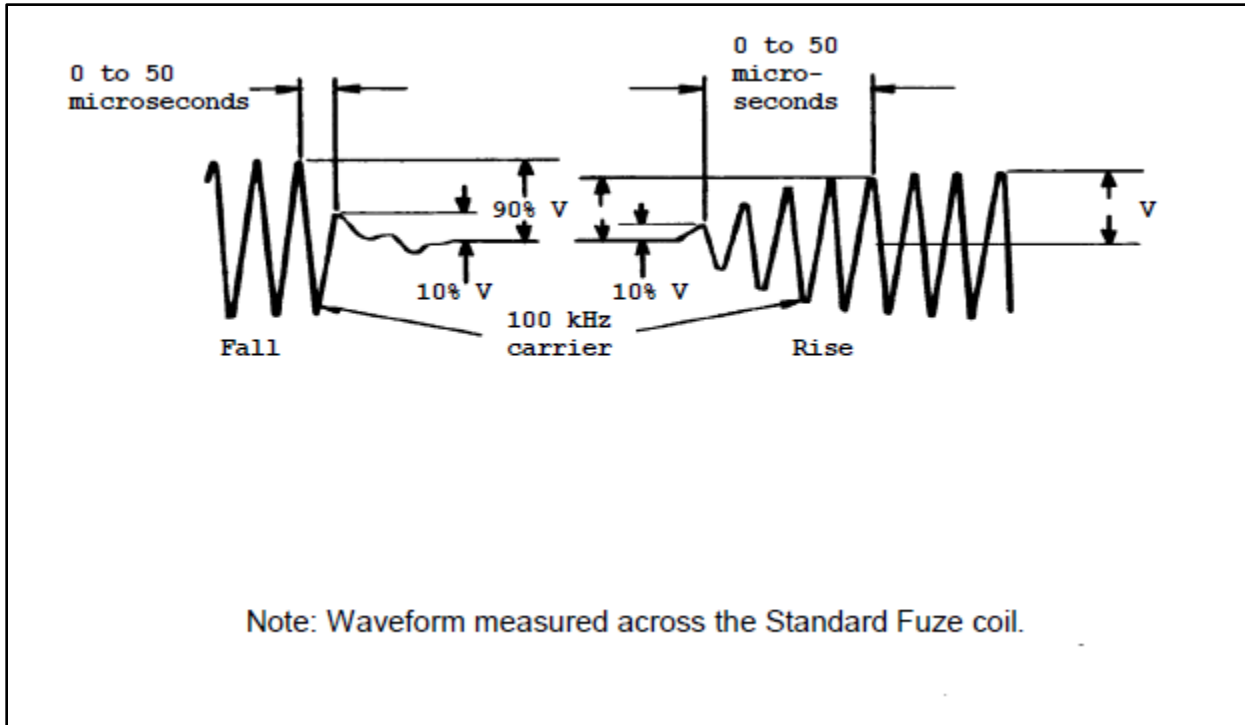 0 to 50
microseconds
0 to 50
micro-
seconds
90% V
V
10% V
10% V
100 kHz
carrier
Fall
Rise
Note: Waveform measured across the Standard Fuze coil.